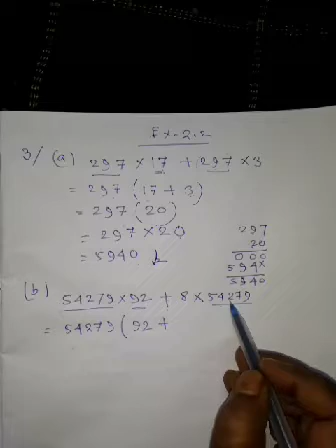 Ex-2.2
3/ (a) 297 × 17 + 297 × 3
= 297 (17 + 3)
= 297 (20)
= 297 × 20
= 5940
297
20
000
594×
5940
(b) 54279 × 92 + 8 × 54279
= 54279 ( 92 +